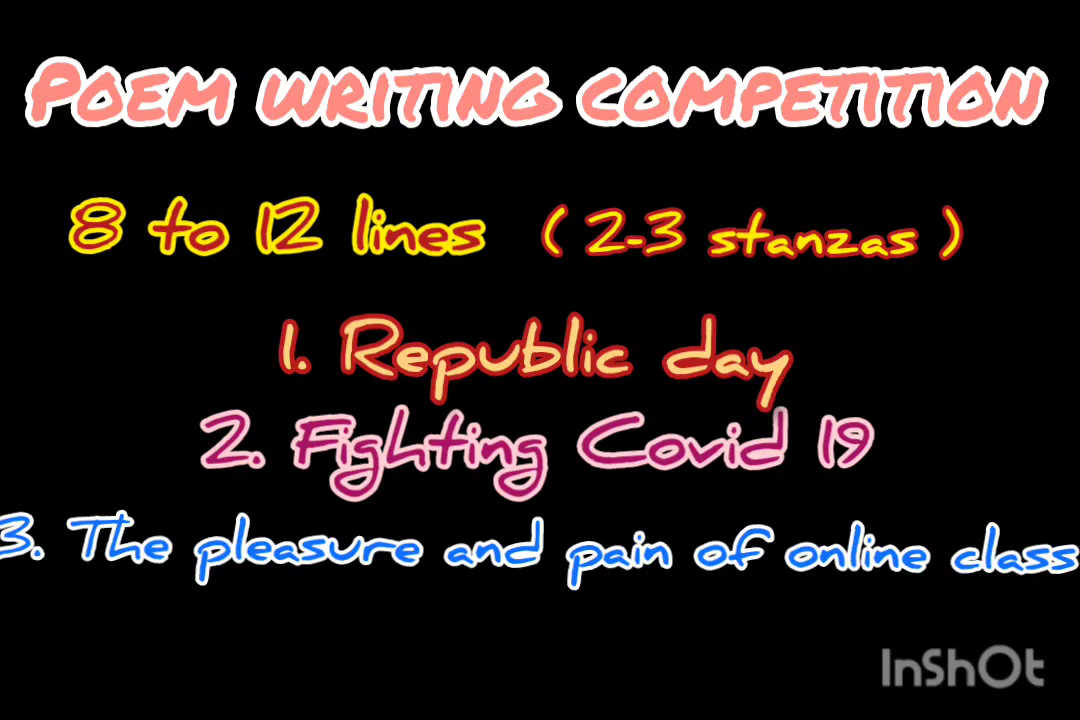 POEM WRITING COMPETITION
8 to 12 lines ( 2-3 stanzas )
1. Republic day
2. Fighting Covid 19
3. The pleasure and pain of online class
InShOt